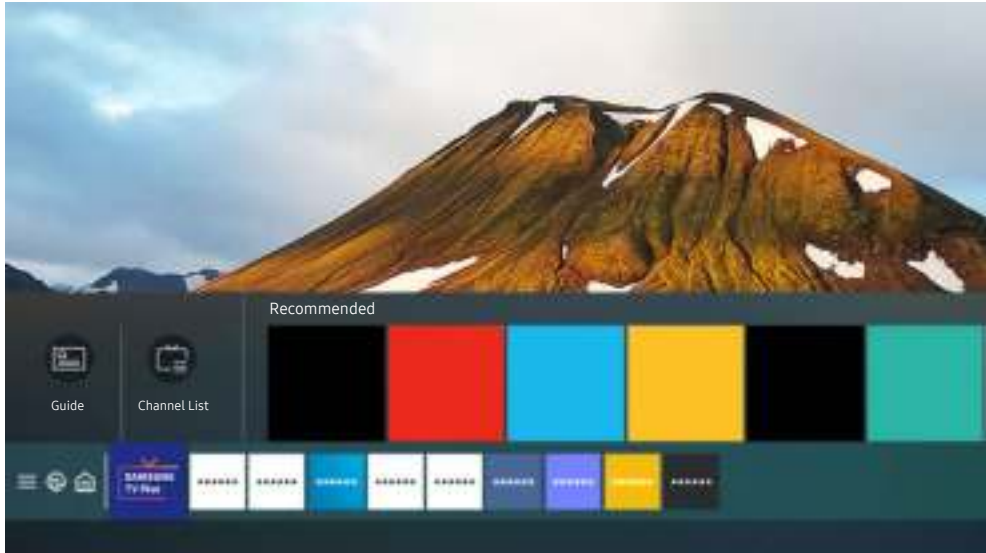 Recommended
Guide
Channel List
SAMSUNG
TV Plus